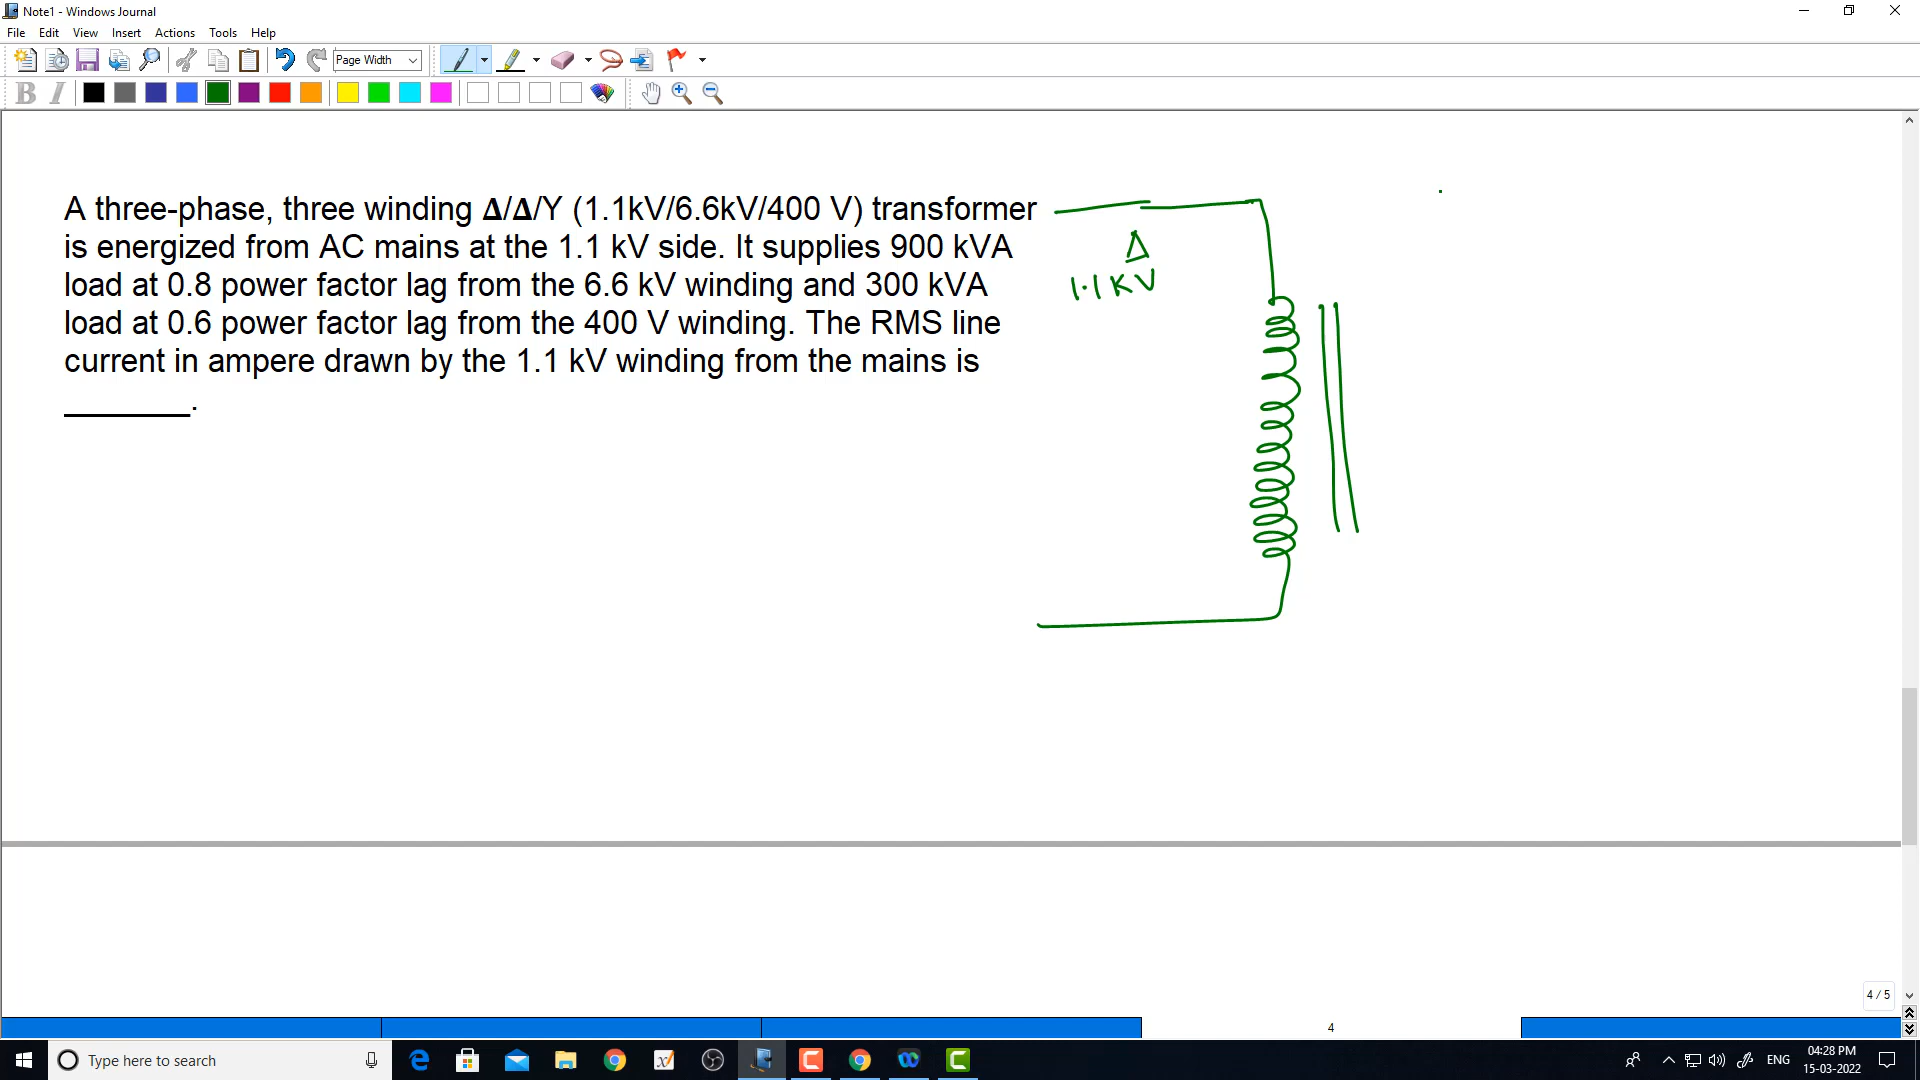 Note1 - Windows Journal
File Edit View Insert Actions Tools Help
Page Width
B I
A three-phase, three winding Δ/Δ/Y (1.1kV/6.6kV/400 V) transformer
is energized from AC mains at the 1.1 kV side. It supplies 900 kVA
load at 0.8 power factor lag from the 6.6 kV winding and 300 kVA
load at 0.6 power factor lag from the 400 V winding. The RMS line
current in ampere drawn by the 1.1 kV winding from the mains is
________.
Δ
1.1 KV
4 / 5
4
Type here to search
ENG
04:28 PM
15-03-2022